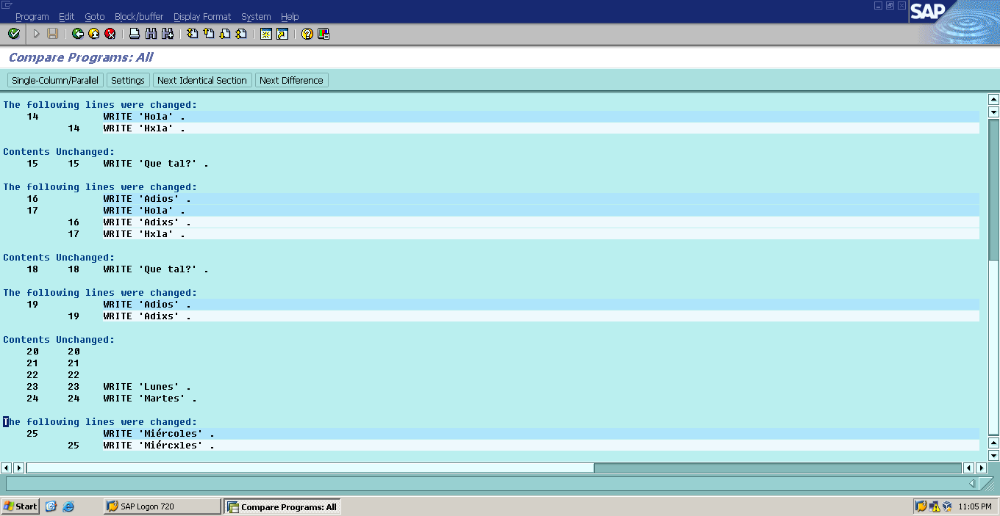 Program Edit Goto Block/buffer Display Format System Help
SAP
Compare Programs: All
Single-Column/Parallel Settings Next Identical Section Next Difference
The following lines were changed:
14 WRITE 'Hola' .
14 WRITE 'Hxla' .
Contents Unchanged:
15 15 WRITE 'Que tal?' .
The following lines were changed:
16 WRITE 'Adios' .
17 WRITE 'Hola' .
16 WRITE 'Adixs' .
17 WRITE 'Hxla' .
Contents Unchanged:
18 18 WRITE 'Que tal?' .
The following lines were changed:
19 WRITE 'Adios' .
19 WRITE 'Adixs' .
Contents Unchanged:
20 20
21 21
22 22
23 23 WRITE 'Lunes' .
24 24 WRITE 'Martes' .
The following lines were changed:
25 WRITE 'Miércoles' .
25 WRITE 'Miércxles' .
Start SAP Logon 720 Compare Programs: All 11:05 PM